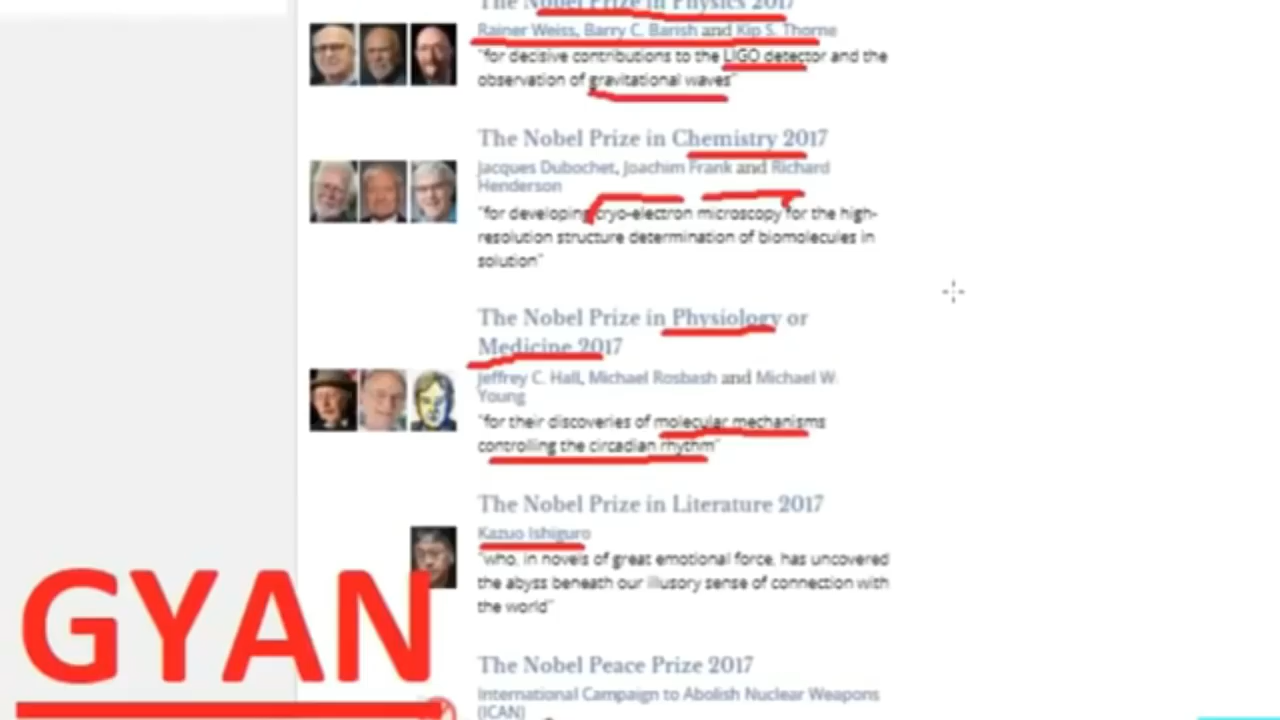 The Nobel Prize in Physics 2017
Rainer Weiss, Barry C. Barish and Kip S. Thorne
"for decisive contributions to the LIGO detector and the
observation of gravitational waves"
The Nobel Prize in Chemistry 2017
Jacques Dubochet, Joachim Frank and Richard
Henderson
"for developing cryo-electron microscopy for the high-
resolution structure determination of biomolecules in
solution"
The Nobel Prize in Physiology or
Medicine 2017
Jeffrey C. Hall, Michael Rosbash and Michael W.
Young
"for their discoveries of molecular mechanisms
controlling the circadian rhythm"
The Nobel Prize in Literature 2017
Kazuo Ishiguro
"who, in novels of great emotional force, has uncovered
the abyss beneath our illusory sense of connection with
the world"
GYAN
The Nobel Peace Prize 2017
International Campaign to Abolish Nuclear Weapons
(ICAN)